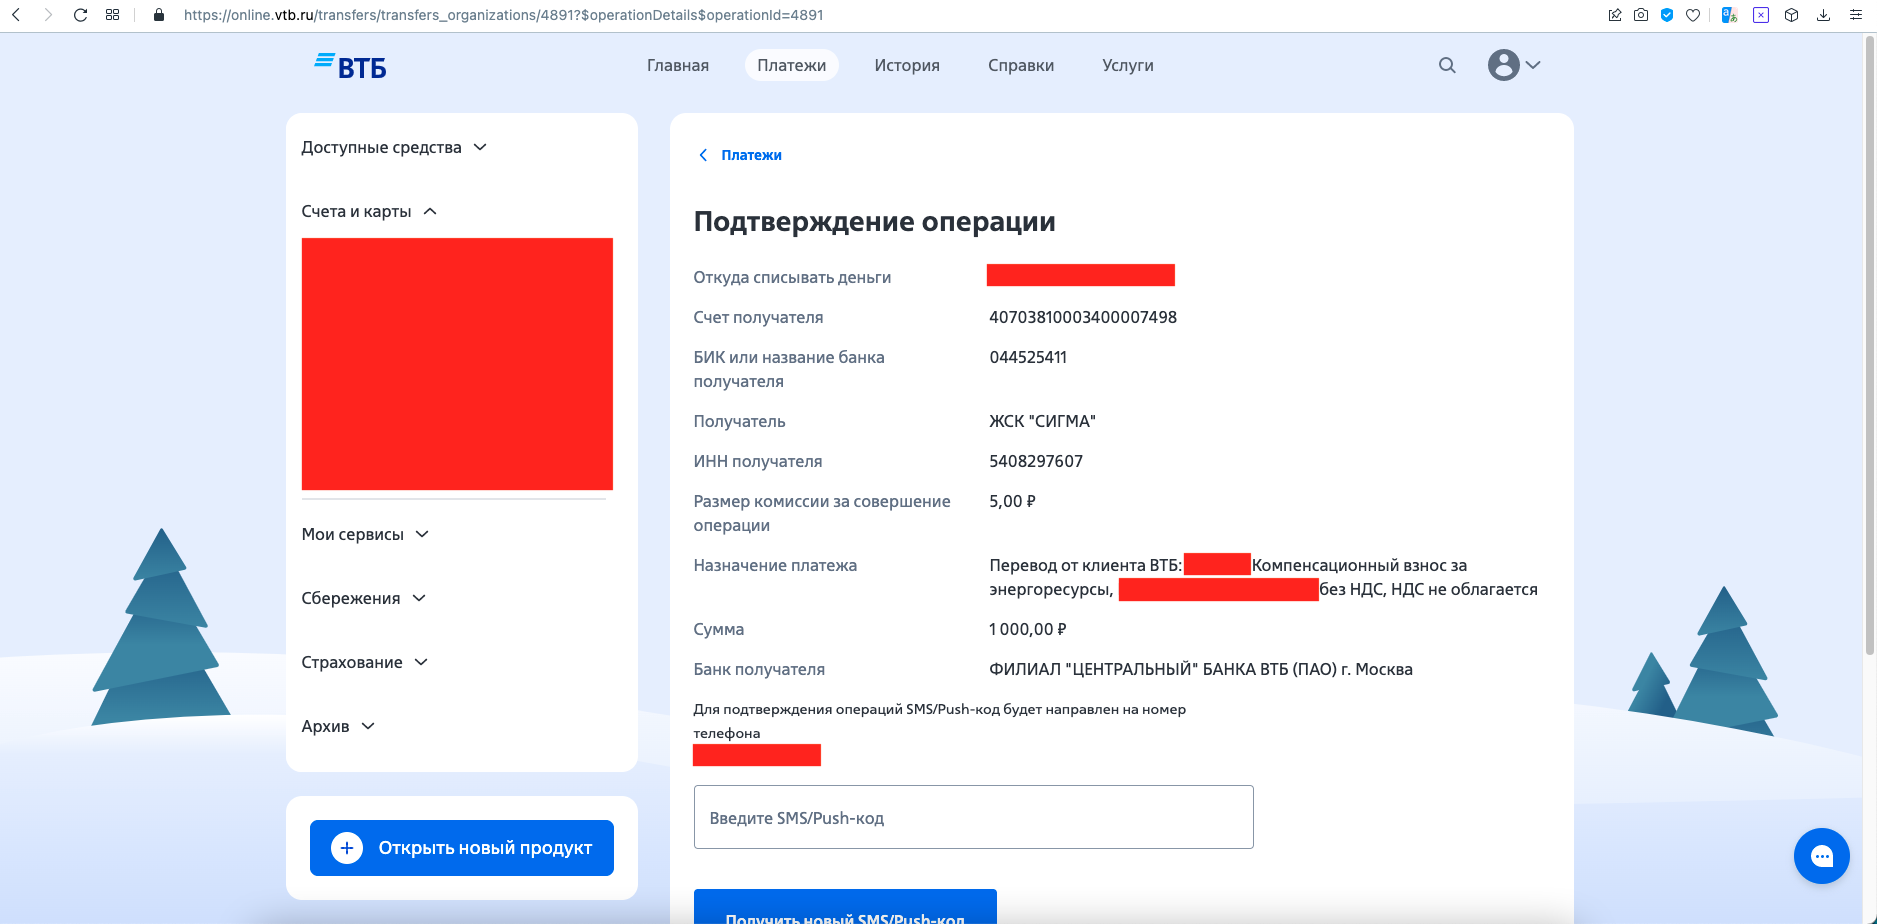 https://online.vtb.ru/transfers/transfers_organizations/4891?$operationDetails$operationId=4891
ВТБ
Главная
Платежи
История
Справки
Услуги
Доступные средства
Счета и карты
Мои сервисы
Сбережения
Страхование
Архив
Открыть новый продукт
Платежи
Подтверждение операции
Откуда списывать деньги
Счет получателя 40703810003400007498
БИК или название банка 044525411
получателя
Получатель ЖСК "СИГМА"
ИНН получателя 5408297607
Размер комиссии за совершение 5,00 ₽
операции
Назначение платежа Перевод от клиента ВТБ: Компенсационный взнос за
энергоресурсы, без НДС, НДС не облагается
Сумма 1 000,00 ₽
Банк получателя ФИЛИАЛ "ЦЕНТРАЛЬНЫЙ" БАНКА ВТБ (ПАО) г. Москва
Для подтверждения операций SMS/Push-код будет направлен на номер
телефона
Введите SMS/Push-код
Получить новый SMS/Push-код